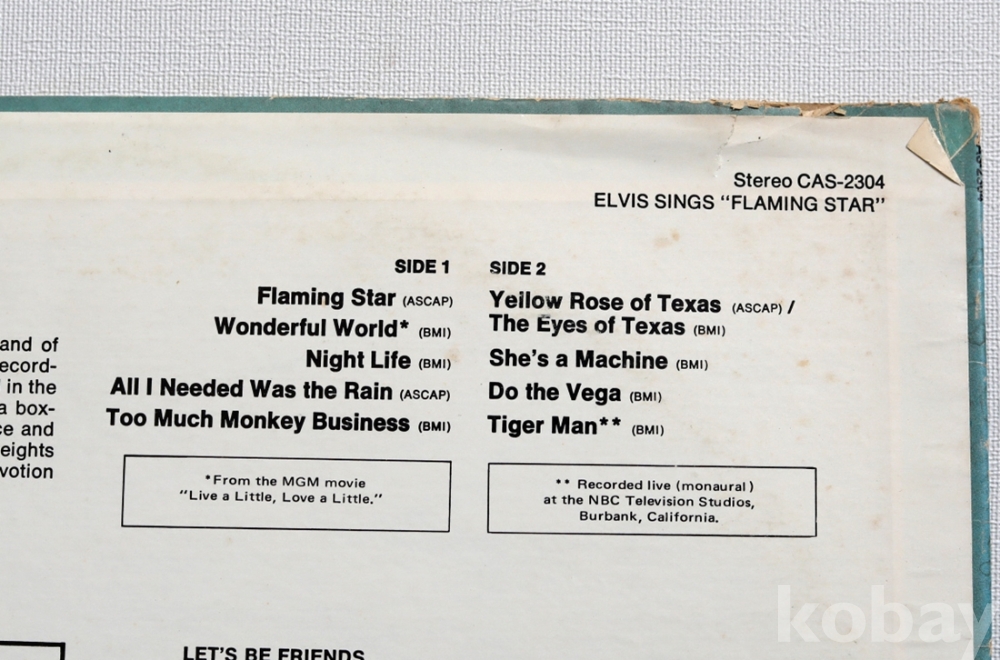 Stereo CAS-2304
ELVIS SINGS "FLAMING STAR"
SIDE 1
Flaming Star (ASCAP)
Wonderful World* (BMI)
Night Life (BMI)
All I Needed Was the Rain (ASCAP)
Too Much Monkey Business (BMI)
*From the MGM movie
"Live a Little, Love a Little."
SIDE 2
Yellow Rose of Texas (ASCAP) /
The Eyes of Texas (BMI)
She's a Machine (BMI)
Do the Vega (BMI)
Tiger Man** (BMI)
** Recorded live (monaural)
at the NBC Television Studios,
Burbank, California.
and of
ecord-
in the
a box-
ce and
eights
votion
LET'S BE FRIENDS
kobay